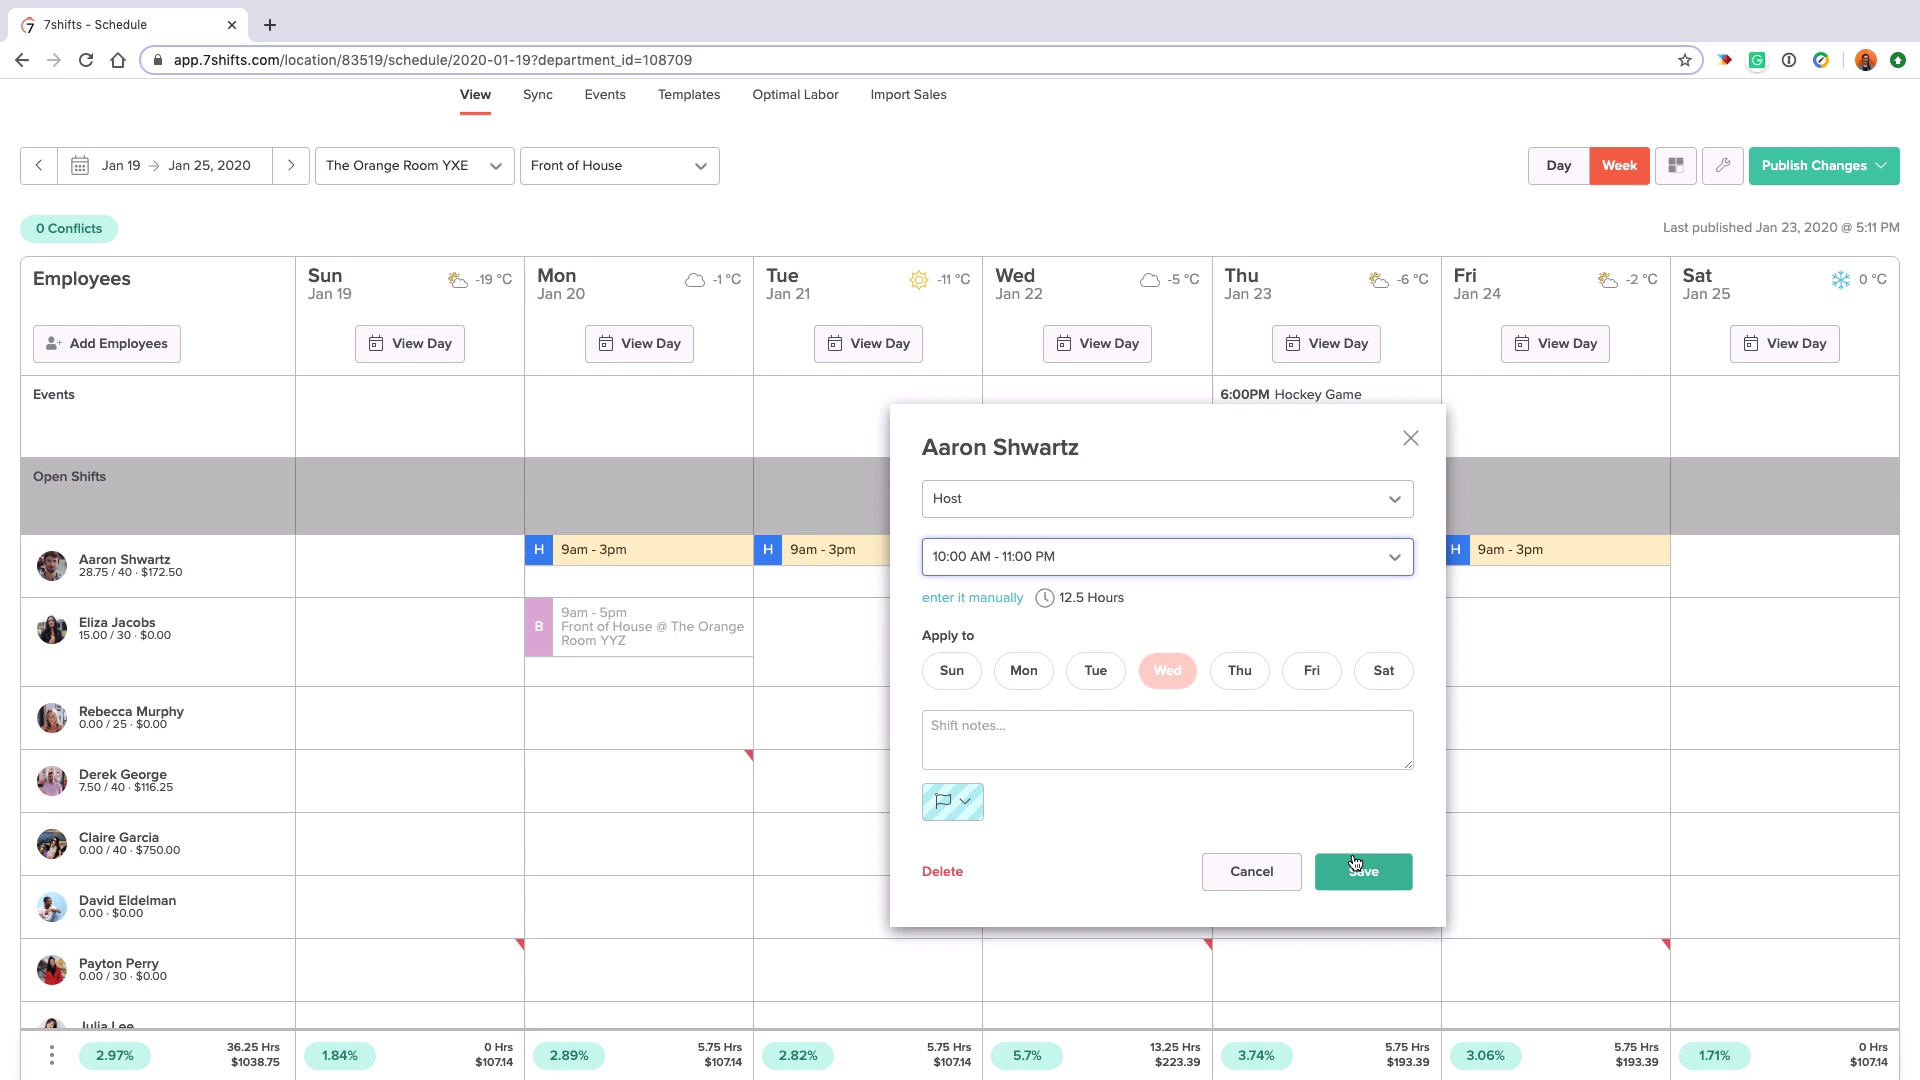 7shifts - Schedule
app.7shifts.com/location/83519/schedule/2020-01-19?department_id=108709
View Sync Events Templates Optimal Labor Import Sales
Jan 19 → Jan 25, 2020 The Orange Room YXE Front of House Day Week Publish Changes
0 Conflicts Last published Jan 23, 2020 @ 5:11 PM
Employees Sun -19 °C Mon -1 °C Tue -11 °C Wed -5 °C Thu -6 °C Fri -2 °C Sat 0 °C
Jan 19 Jan 20 Jan 21 Jan 22 Jan 23 Jan 24 Jan 25
Add Employees View Day View Day View Day View Day View Day View Day View Day
Events 6:00PM Hockey Game
Open Shifts
Aaron Shwartz
28.75 / 40 · $172.50
H 9am - 3pm H 9am - 3pm H 9am - 3pm
Eliza Jacobs
15.00 / 30 · $0.00
B 9am - 5pm
Front of House @ The Orange
Room YYZ
Rebecca Murphy
0.00 / 25 · $0.00
Derek George
7.50 / 40 · $116.25
Claire Garcia
0.00 / 40 · $750.00
David Eldelman
0.00 · $0.00
Payton Perry
0.00 / 30 · $0.00
Julia Lee
Aaron Shwartz
Host
10:00 AM - 11:00 PM
enter it manually 12.5 Hours
Apply to
Sun Mon Tue Wed Thu Fri Sat
Shift notes...
Delete Cancel Save
2.97% 36.25 Hrs 1.84% 0 Hrs 2.89% 5.75 Hrs 2.82% 5.75 Hrs 5.7% 13.25 Hrs 3.74% 5.75 Hrs 3.06% 5.75 Hrs 1.71% 0 Hrs
$1038.75 $107.14 $107.14 $107.14 $223.39 $193.39 $193.39 $107.14